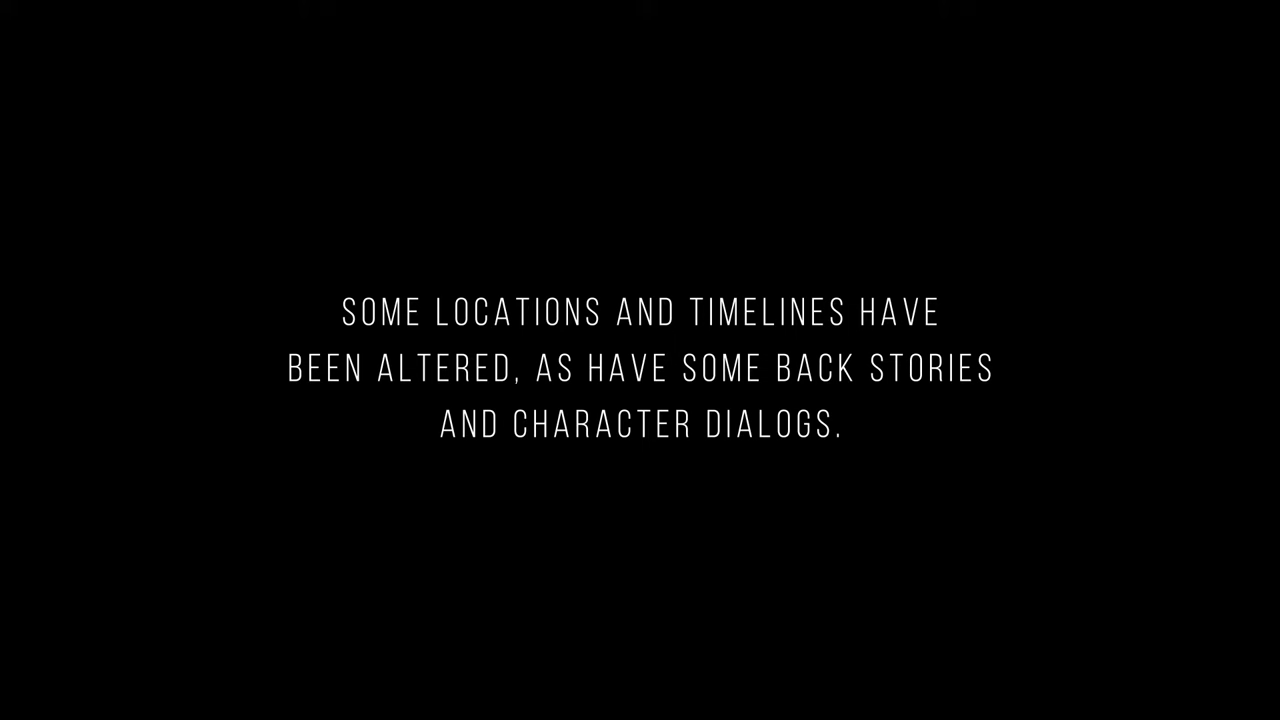 SOME LOCATIONS AND TIMELINES HAVE
BEEN ALTERED, AS HAVE SOME BACK STORIES
AND CHARACTER DIALOGS.